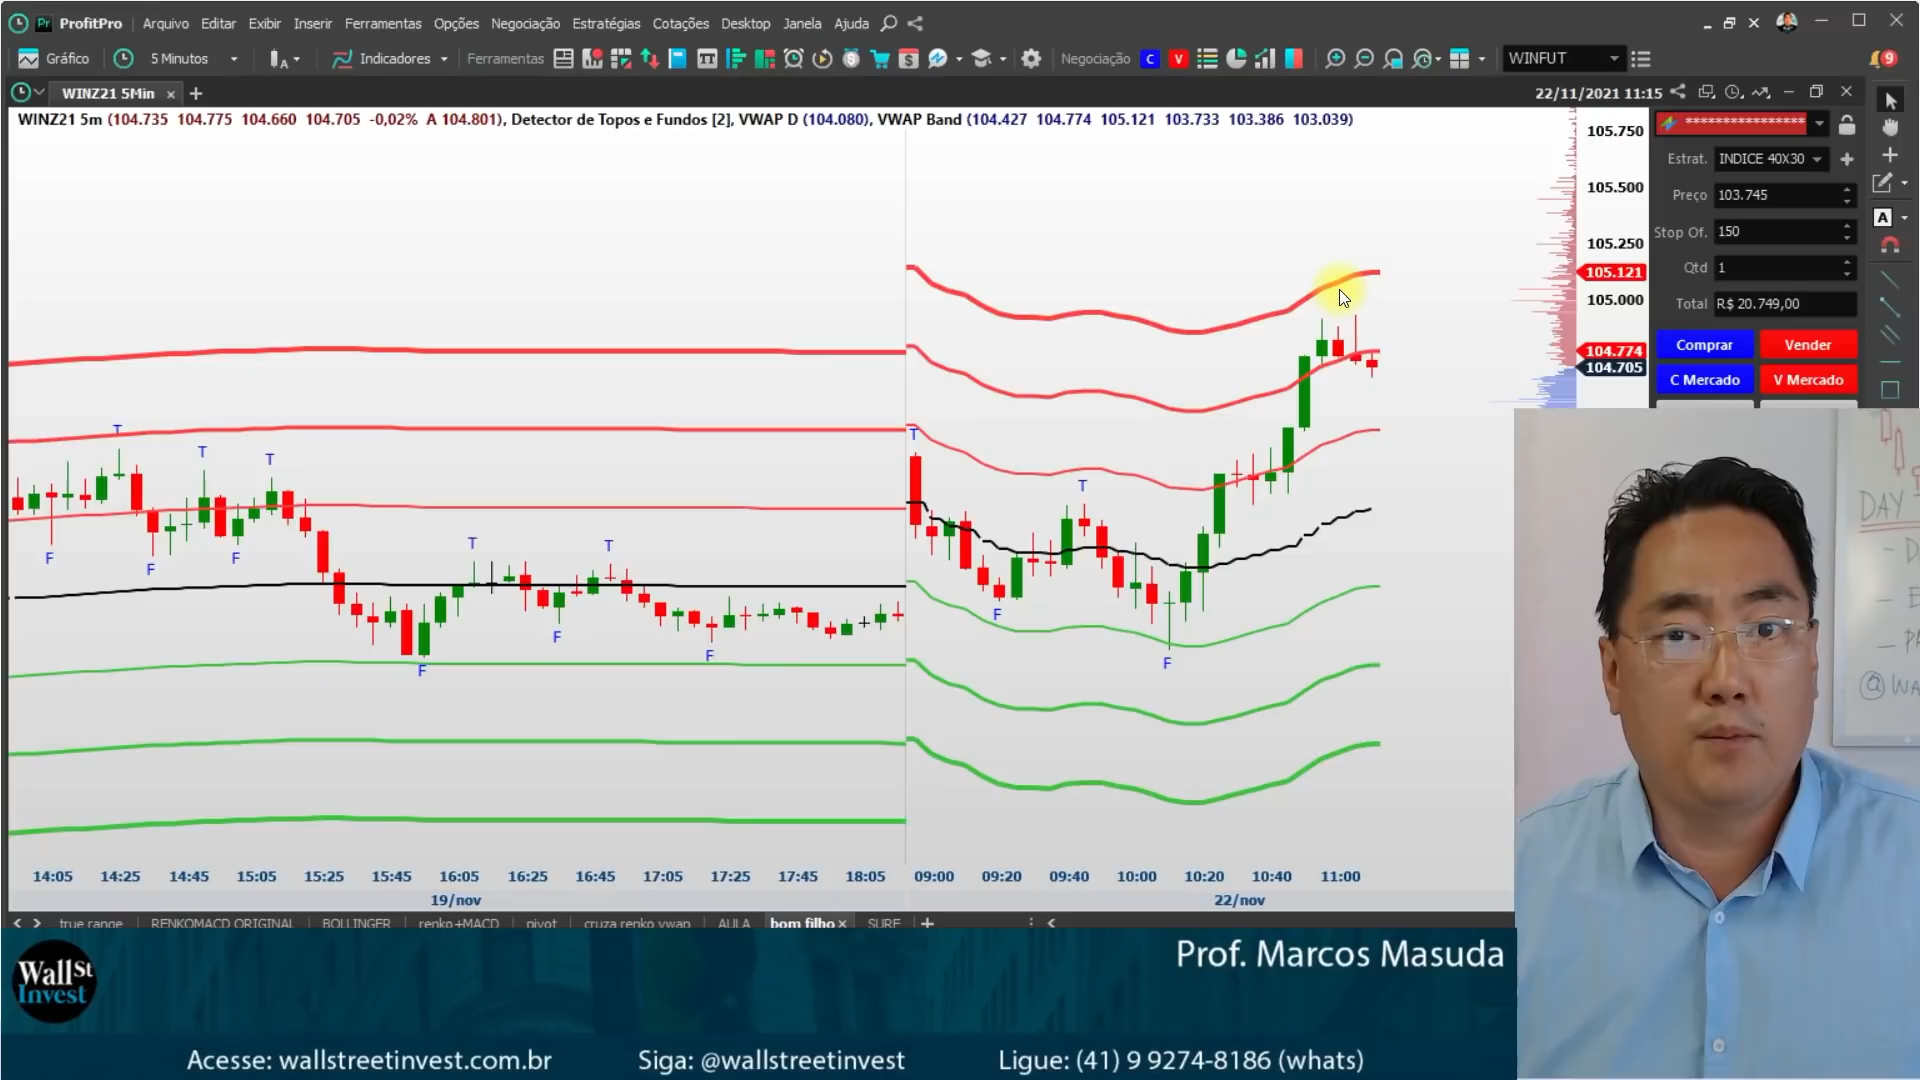 Pr ProfitPro Arquivo Editar Exibir Inserir Ferramentas Opções Negociação Estratégias Cotações Desktop Janela Ajuda
Gráfico 5 Minutos A Indicadores Ferramentas Negociação C V WINFUT 9
WINZ21 5Min 22/11/2021 11:15
WINZ21 5m (104.735 104.775 104.660 104.705 -0,02% A 104.801), Detector de Topos e Fundos [2], VWAP D (104.080), VWAP Band (104.427 104.774 105.121 103.733 103.386 103.039)
105.750
105.500
105.250
105.121
105.000
104.774
104.705
****************
Estrat. INDICE 40X30
Preço 103.745
Stop Of. 150
Qtd 1
Total R$ 20.749,00
Comprar Vender
C Mercado V Mercado
A
T T T T T T T
F F F F F F F F
14:05 14:25 14:45 15:05 15:25 15:45 16:05 16:25 16:45 17:05 17:25 17:45 18:05 09:00 09:20 09:40 10:00 10:20 10:40 11:00
19/nov 22/nov
true range RENKOMACD ORIGINAL BOLLINGER renko+MACD pivot cruza renko vwap AULA bom filho SURF
DAY
- D
- E
- PA
@WA
Prof. Marcos Masuda
WallSt
Invest
Acesse: wallstreetinvest.com.br Siga: @wallstreetinvest Ligue: (41) 9 9274-8186 (whats)